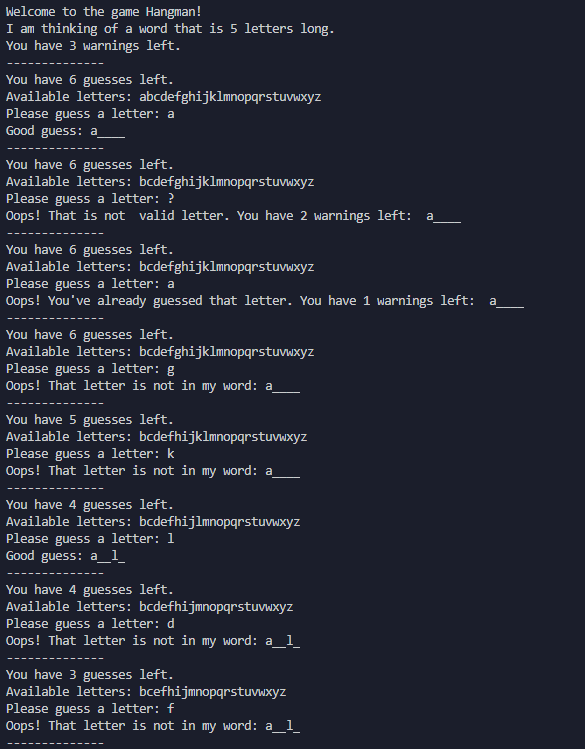 Welcome to the game Hangman!
I am thinking of a word that is 5 letters long.
You have 3 warnings left.
--------------
You have 6 guesses left.
Available letters: abcdefghijklmnopqrstuvwxyz
Please guess a letter: a
Good guess: a____
--------------
You have 6 guesses left.
Available letters: bcdefghijklmnopqrstuvwxyz
Please guess a letter: ?
Oops! That is not  valid letter. You have 2 warnings left:  a____
--------------
You have 6 guesses left.
Available letters: bcdefghijklmnopqrstuvwxyz
Please guess a letter: a
Oops! You've already guessed that letter. You have 1 warnings left:  a____
--------------
You have 6 guesses left.
Available letters: bcdefghijklmnopqrstuvwxyz
Please guess a letter: g
Oops! That letter is not in my word: a____
--------------
You have 5 guesses left.
Available letters: bcdefhijklmnopqrstuvwxyz
Please guess a letter: k
Oops! That letter is not in my word: a____
--------------
You have 4 guesses left.
Available letters: bcdefhijlmnopqrstuvwxyz
Please guess a letter: l
Good guess: a__l_
--------------
You have 4 guesses left.
Available letters: bcdefhijmnopqrstuvwxyz
Please guess a letter: d
Oops! That letter is not in my word: a__l_
--------------
You have 3 guesses left.
Available letters: bcefhijmnopqrstuvwxyz
Please guess a letter: f
Oops! That letter is not in my word: a__l_
--------------